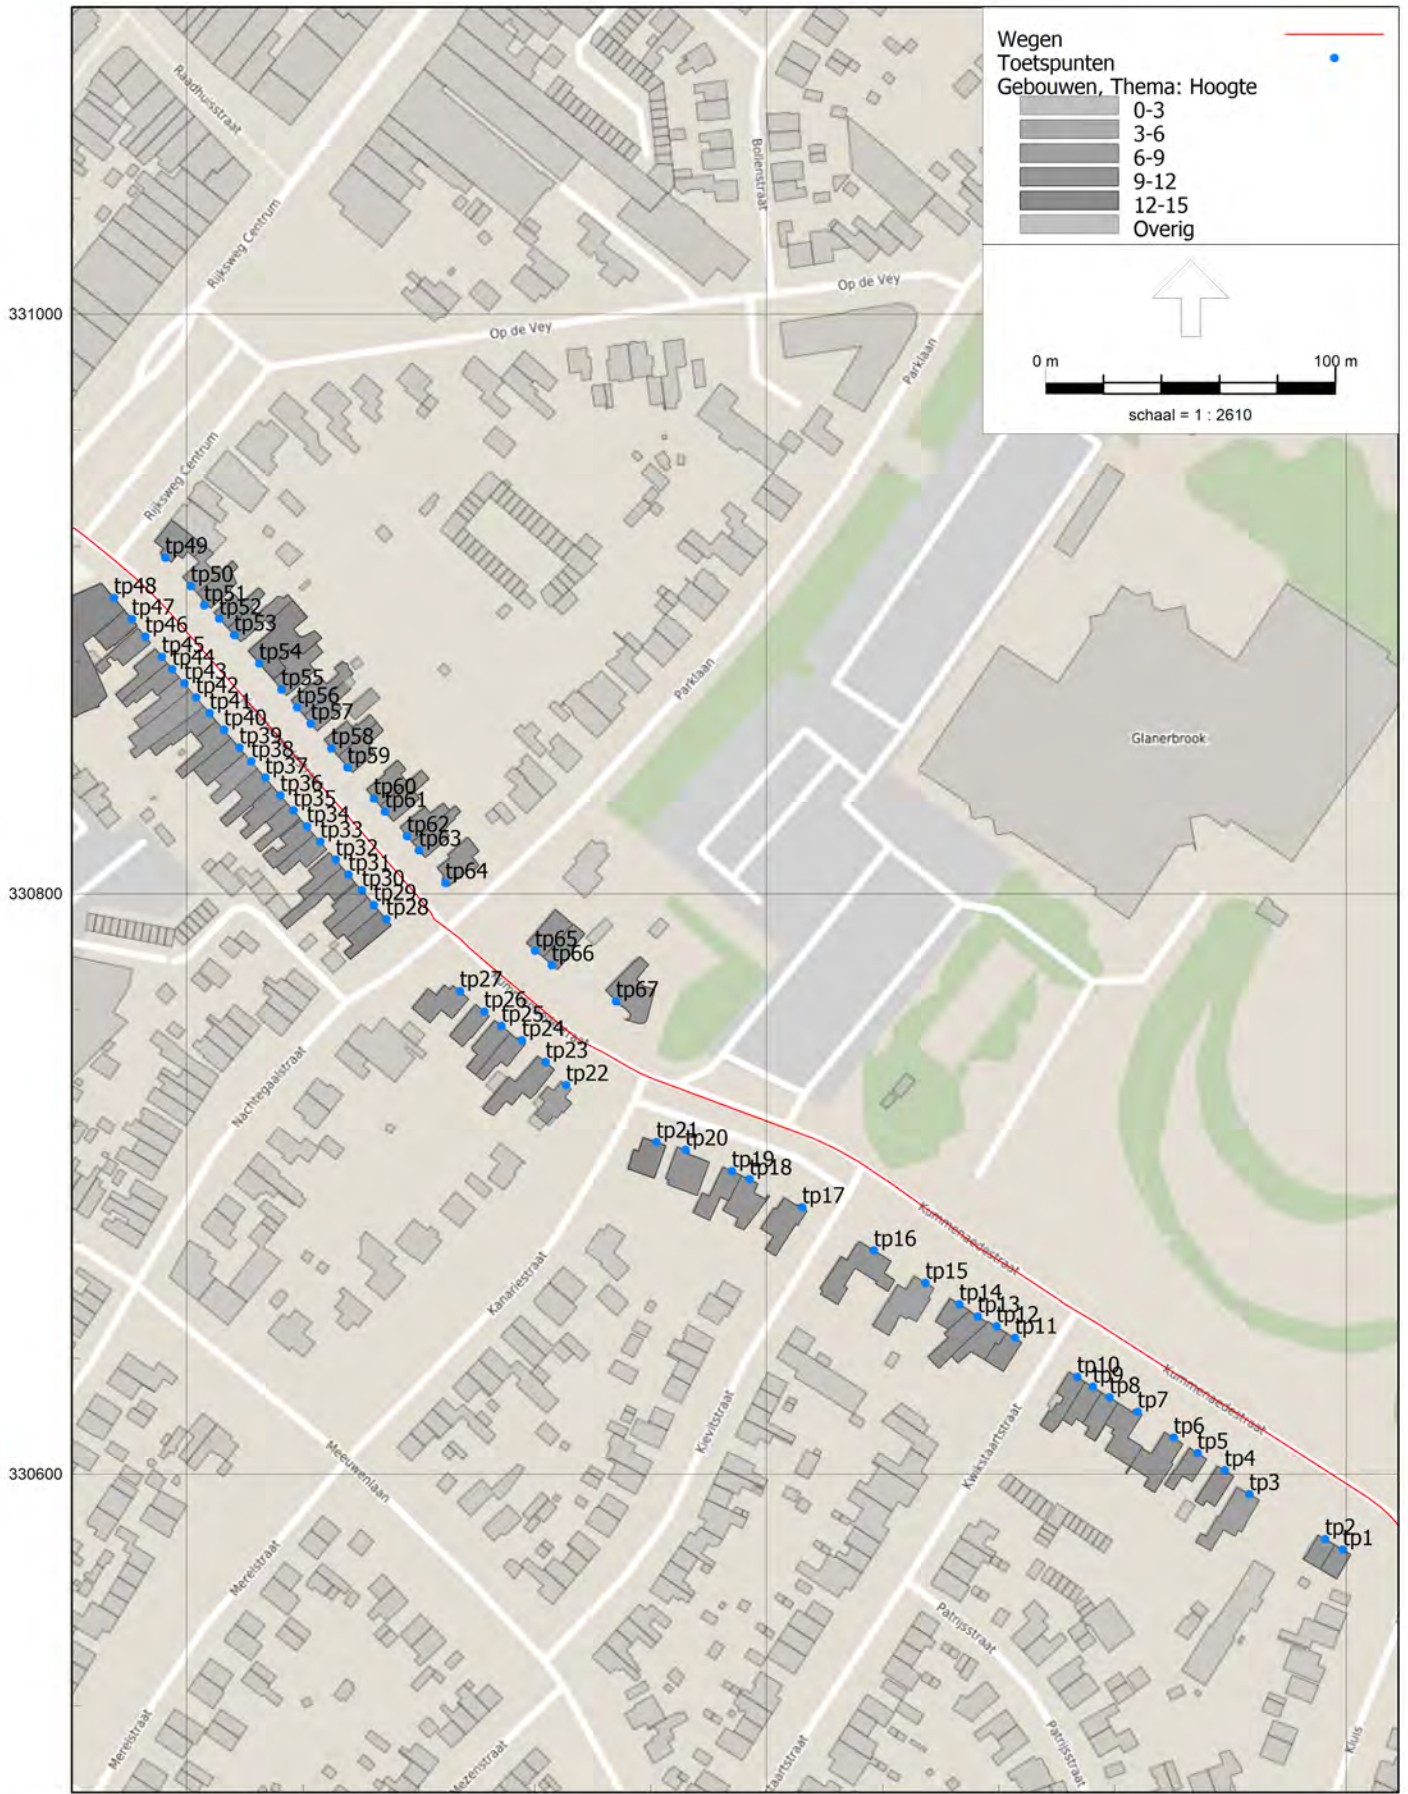 Wegen
Toetspunten
Gebouwen, Thema: Hoogte
0-3
3-6
6-9
9-12
12-15
Overig
0 m 100 m
schaal = 1 : 2610
Raadhuisstraat
Rijksweg Centrum
Bollenstraat
Op de Vey
Op de Vey
331000
Parklaan
Rijksweg Centrum
tp49
tp50
tp48
tp51
tp47
tp52
tp46
tp53
tp45
tp54
tp44
tp43
tp55
tp42
tp56
tp41
tp57
tp40
tp58
tp39
tp38
tp59
tp37
tp36
tp60
tp35
tp61
tp34
tp62
tp33
tp63
tp32
tp31
tp64
tp30
tp29
tp28
Parklaan
Glanerbrook
330800
tp65
tp66
tp67
tp27
tp26
tp25
tp24
tp23
tp22
Nachtegaalstraat
tp21
tp20
tp19
tp18
tp17
Kummenaedestraat
tp16
tp15
tp14
tp13
tp12
tp11
Kanariestraat
Kummenaedestraat
tp10
tp9
tp8
tp7
tp6
tp5
tp4
tp3
tp2
tp1
Kievitstraat
Kwikstaartstraat
Meeuwenlaan
330600
Merelstraat
Patrijsstraat
Merelstraat
Mezenstraat
taartstraat
Patrijsstraat
Kluis